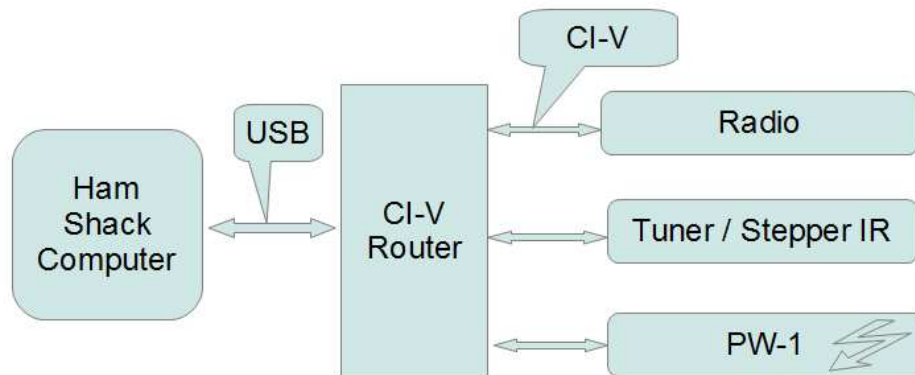 CI-V
USB
Radio
Ham
Shack
Computer
CI-V
Router
Tuner / Stepper IR
PW-1